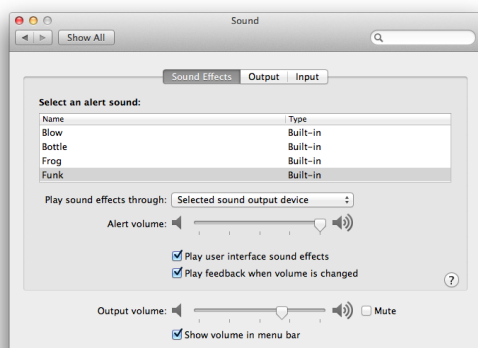 Sound
Show All
Sound Effects Output Input
Select an alert sound:
Name Type
Blow Built-in
Bottle Built-in
Frog Built-in
Funk Built-in
Play sound effects through: Selected sound output device
Alert volume:
Play user interface sound effects
Play feedback when volume is changed
?
Output volume: Mute
Show volume in menu bar